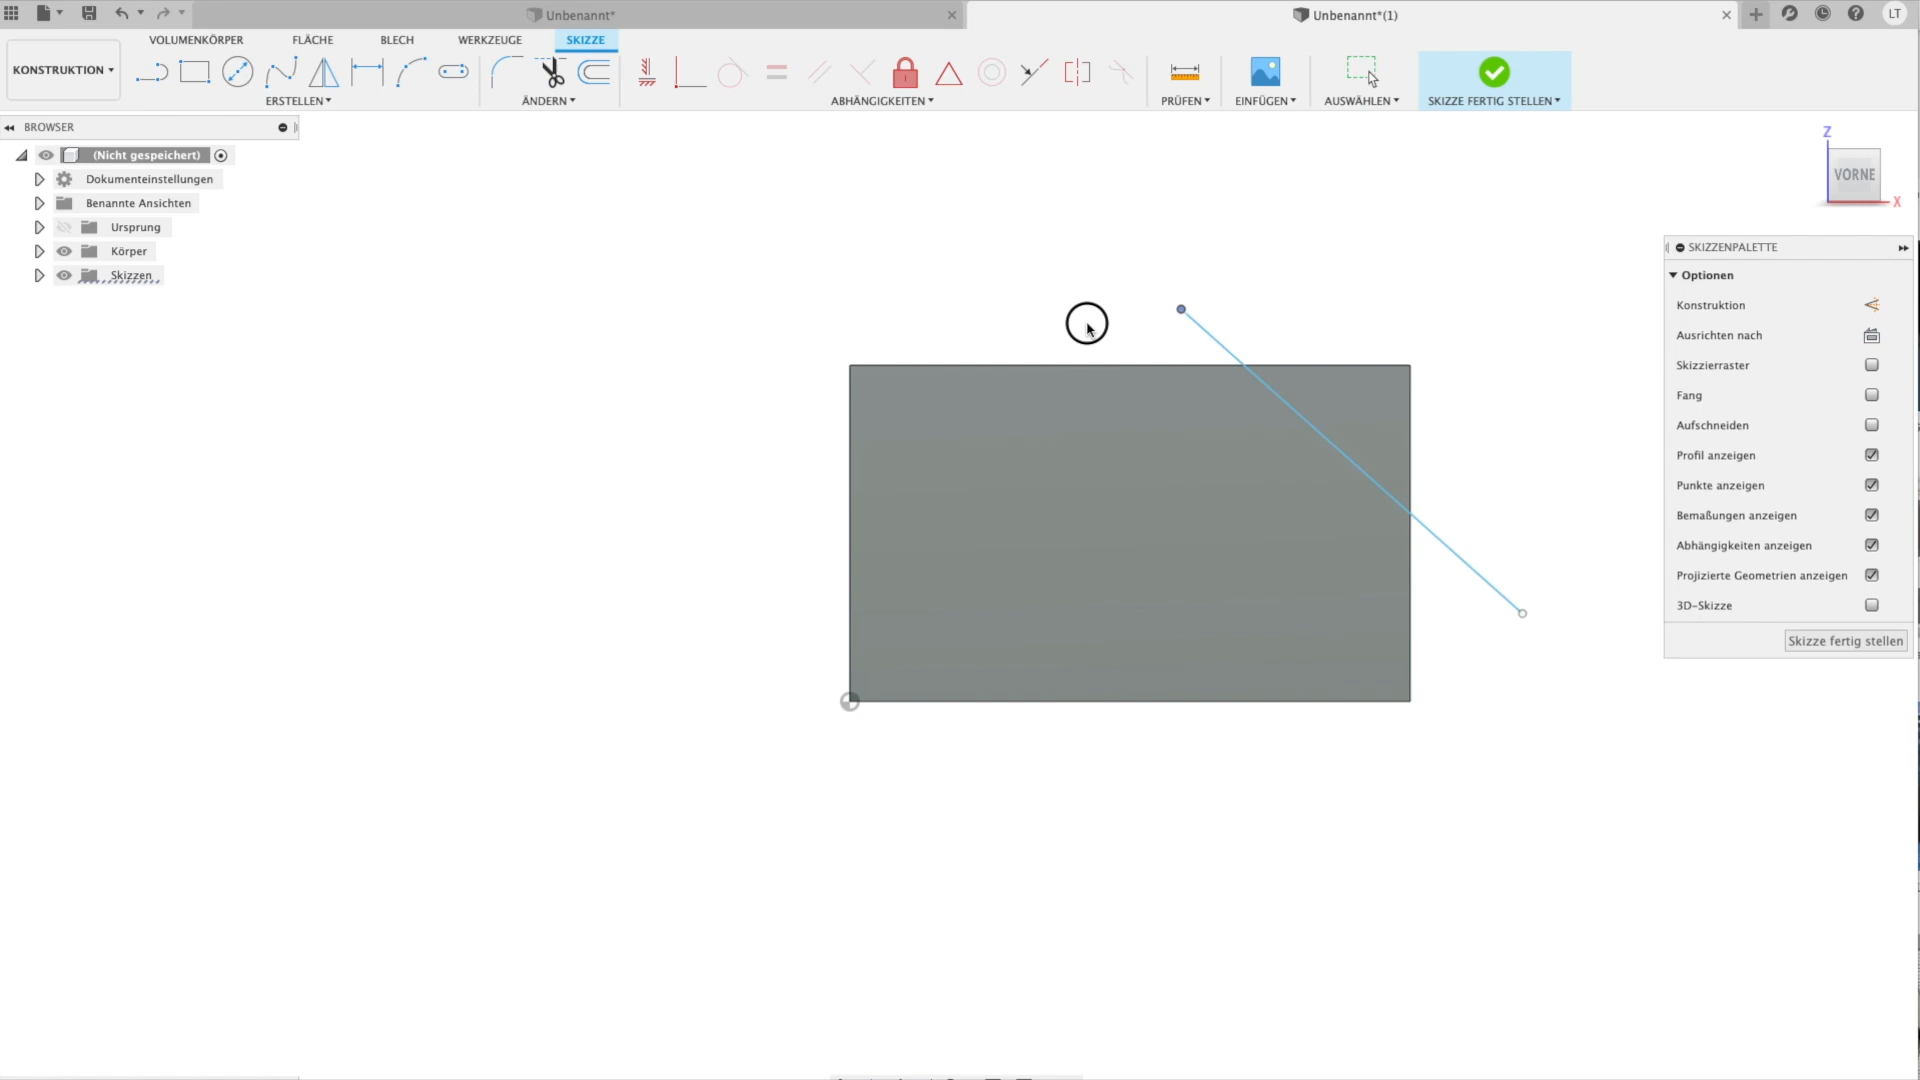 Unbenannt*
Unbenannt*(1)
LT
VOLUMENKÖRPER
FLÄCHE
BLECH
WERKZEUGE
SKIZZE
KONSTRUKTION
ERSTELLEN
ÄNDERN
ABHÄNGIGKEITEN
PRÜFEN
EINFÜGEN
AUSWÄHLEN
SKIZZE FERTIG STELLEN
BROWSER
(Nicht gespeichert)
Dokumenteinstellungen
Benannte Ansichten
Ursprung
Körper
Skizzen
Z
VORNE
X
SKIZZENPALETTE
Optionen
Konstruktion
Ausrichten nach
Skizzierraster
Fang
Aufschneiden
Profil anzeigen
Punkte anzeigen
Bemaßungen anzeigen
Abhängigkeiten anzeigen
Projizierte Geometrien anzeigen
3D-Skizze
Skizze fertig stellen